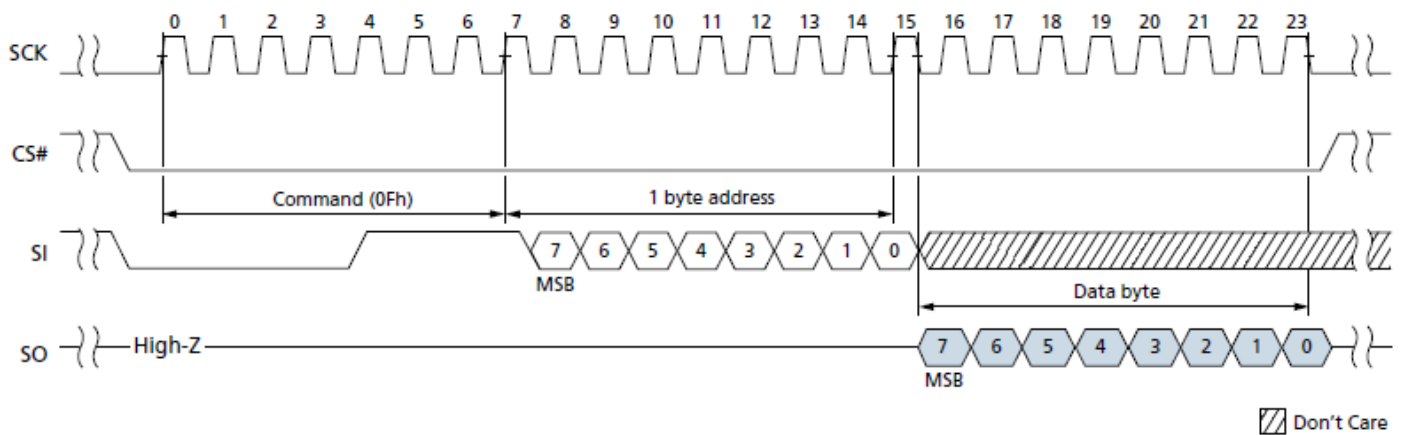 0 1 2 3 4 5 6 7 8 9 10 11 12 13 14 15 16 17 18 19 20 21 22 23
SCK
CS#
Command (0Fh) 1 byte address
SI 7 6 5 4 3 2 1 0
MSB
Data byte
SO High-Z 7 6 5 4 3 2 1 0
MSB
Don't Care